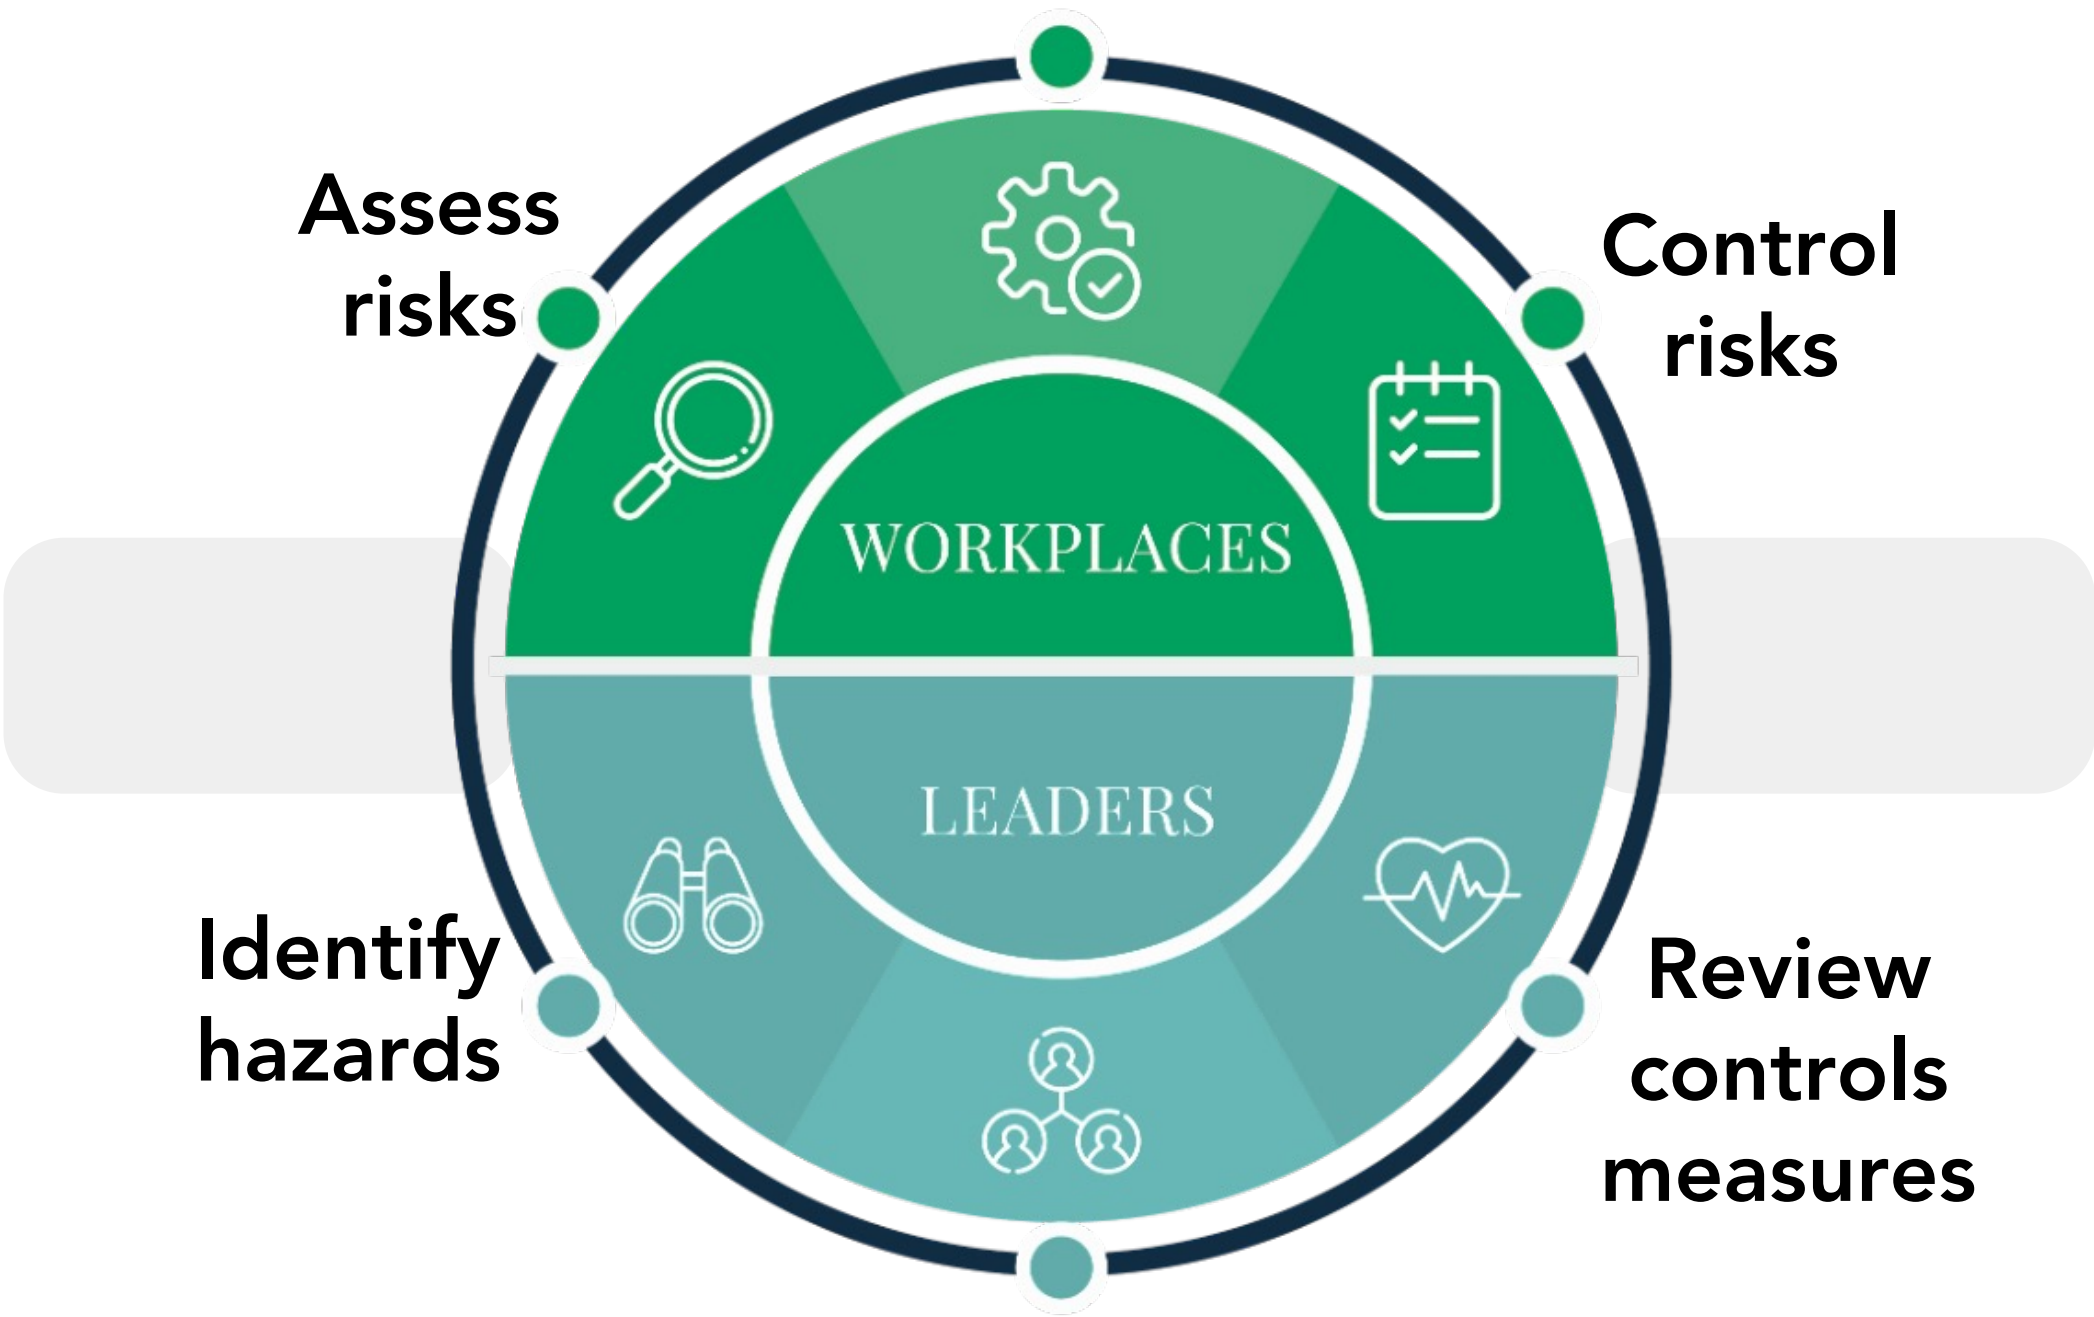 Assess
risks
Control
risks
WORKPLACES
LEADERS
Identify
hazards
Review
controls
measures